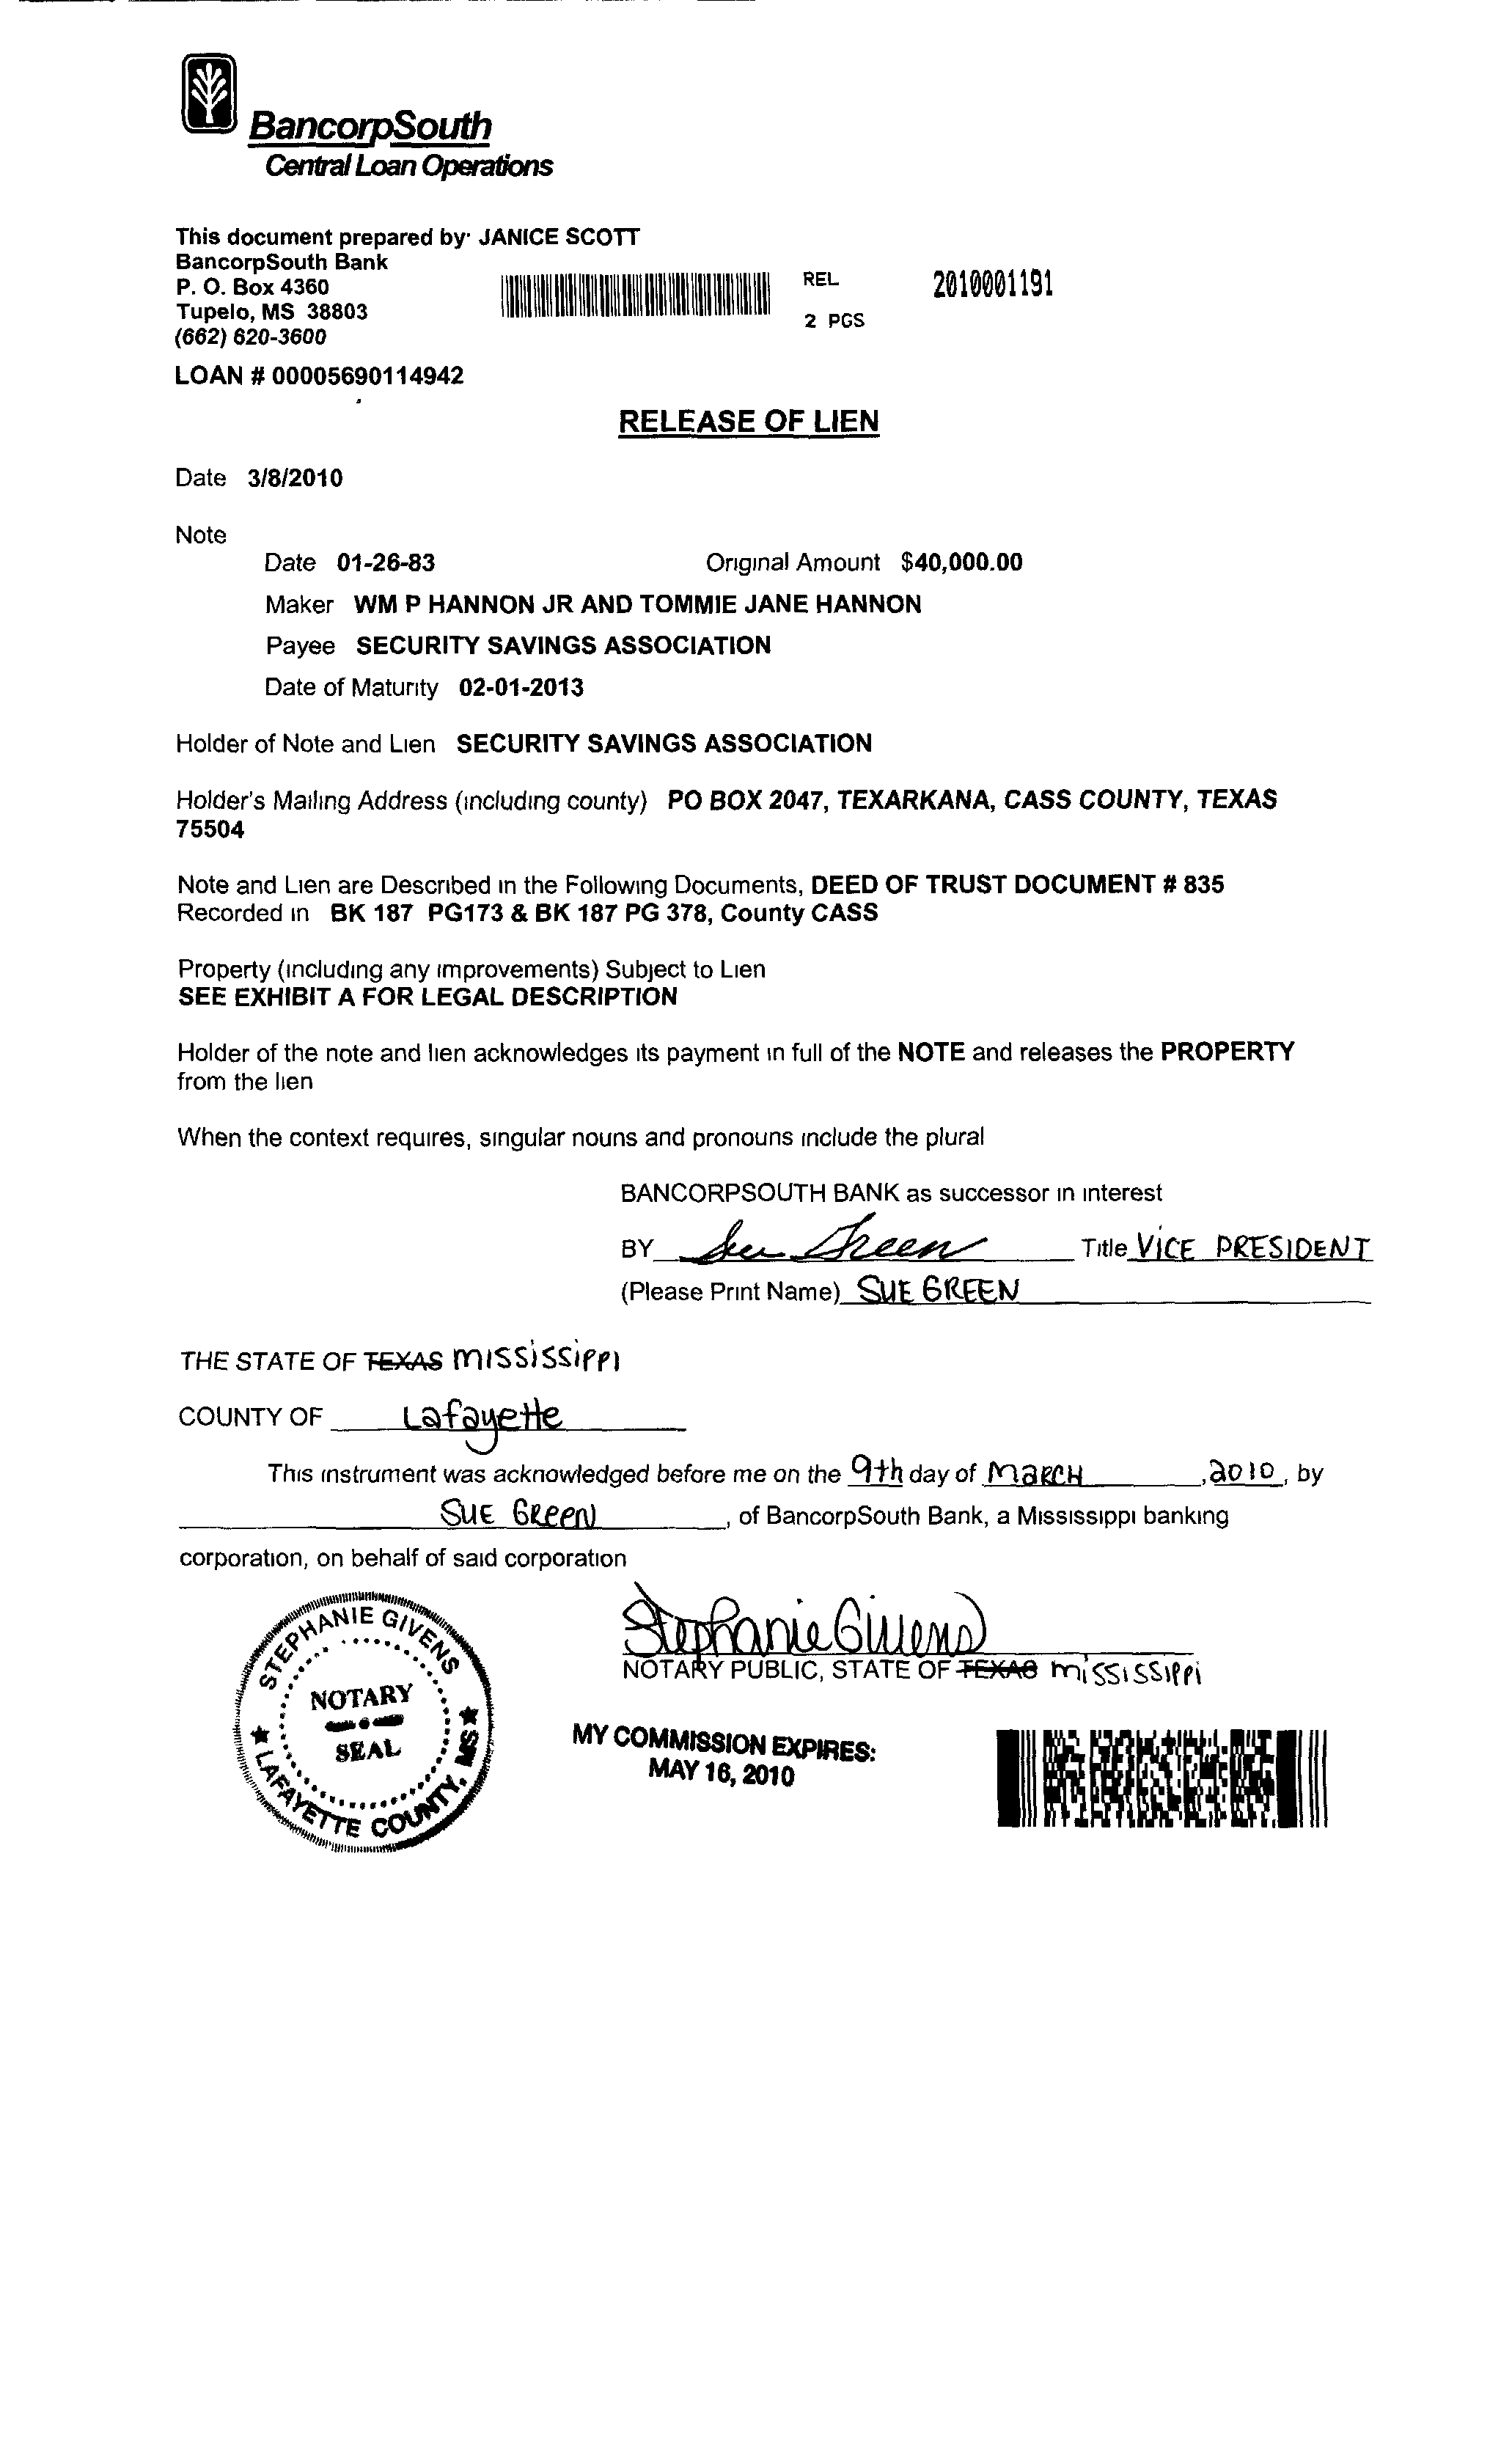 BancorpSouth
Central Loan Operations
This document prepared by: JANICE SCOTT
BancorpSouth Bank
P. O. Box 4360
Tupelo, MS 38803
(662) 620-3600
REL 2010001191
2 PGS
LOAN # 00005690114942
RELEASE OF LIEN
Date 3/8/2010
Note
Date 01-26-83 Original Amount $40,000.00
Maker WM P HANNON JR AND TOMMIE JANE HANNON
Payee SECURITY SAVINGS ASSOCIATION
Date of Maturity 02-01-2013
Holder of Note and Lien SECURITY SAVINGS ASSOCIATION
Holder's Mailing Address (including county) PO BOX 2047, TEXARKANA, CASS COUNTY, TEXAS
75504
Note and Lien are Described in the Following Documents, DEED OF TRUST DOCUMENT # 835
Recorded in BK 187 PG173 & BK 187 PG 378, County CASS
Property (including any improvements) Subject to Lien
SEE EXHIBIT A FOR LEGAL DESCRIPTION
Holder of the note and lien acknowledges its payment in full of the NOTE and releases the PROPERTY
from the lien
When the context requires, singular nouns and pronouns include the plural
BANCORPSOUTH BANK as successor in interest
BY Sue Green Title VICE PRESIDENT
(Please Print Name) SUE GREEN
THE STATE OF TEXAS MISSISSIPPI
COUNTY OF Lafayette
This instrument was acknowledged before me on the 9th day of MaRCH, 2010, by
SUE GReeN, of BancorpSouth Bank, a Mississippi banking
corporation, on behalf of said corporation
Stephanie Givens
NOTARY PUBLIC, STATE OF TEXAS mississippi
STEPHANIE GIVENS
NOTARY
SEAL
LAFAYETTE COUNTY, MS
MY COMMISSION EXPIRES:
MAY 16, 2010